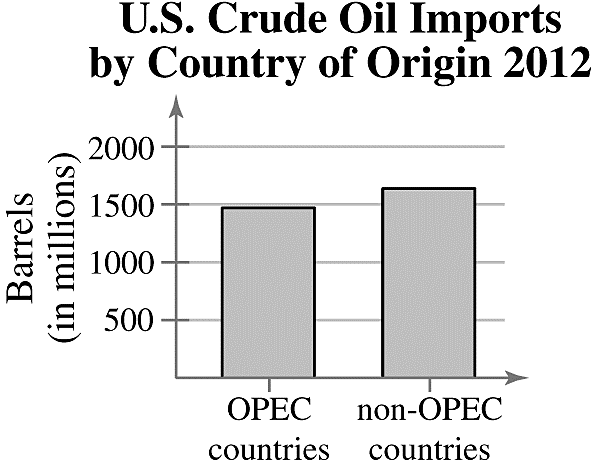 U.S. Crude Oil Imports
by Country of Origin 2012
Barrels
(in millions)
2000
1500
1000
500
OPEC
countries
non-OPEC
countries